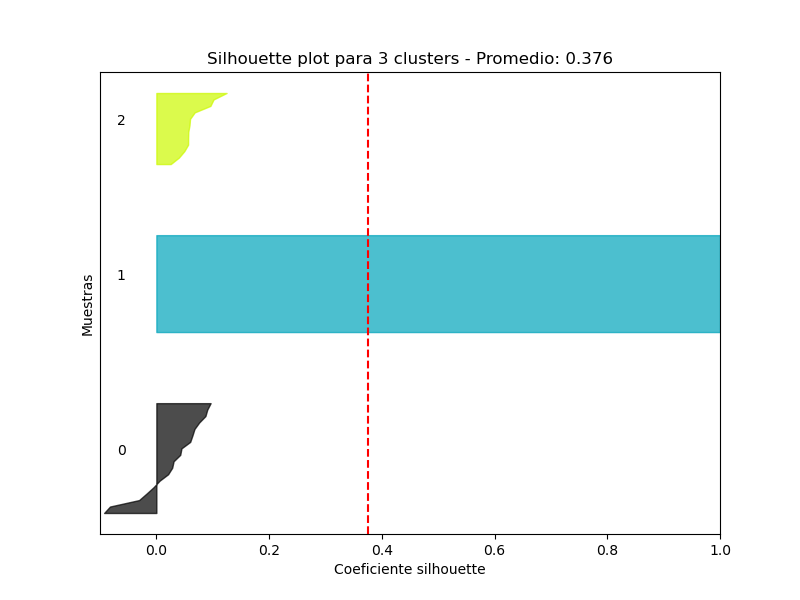 Silhouette plot para 3 clusters - Promedio: 0.376
2
1
0
Muestras
0.0 0.2 0.4 0.6 0.8 1.0
Coeficiente silhouette